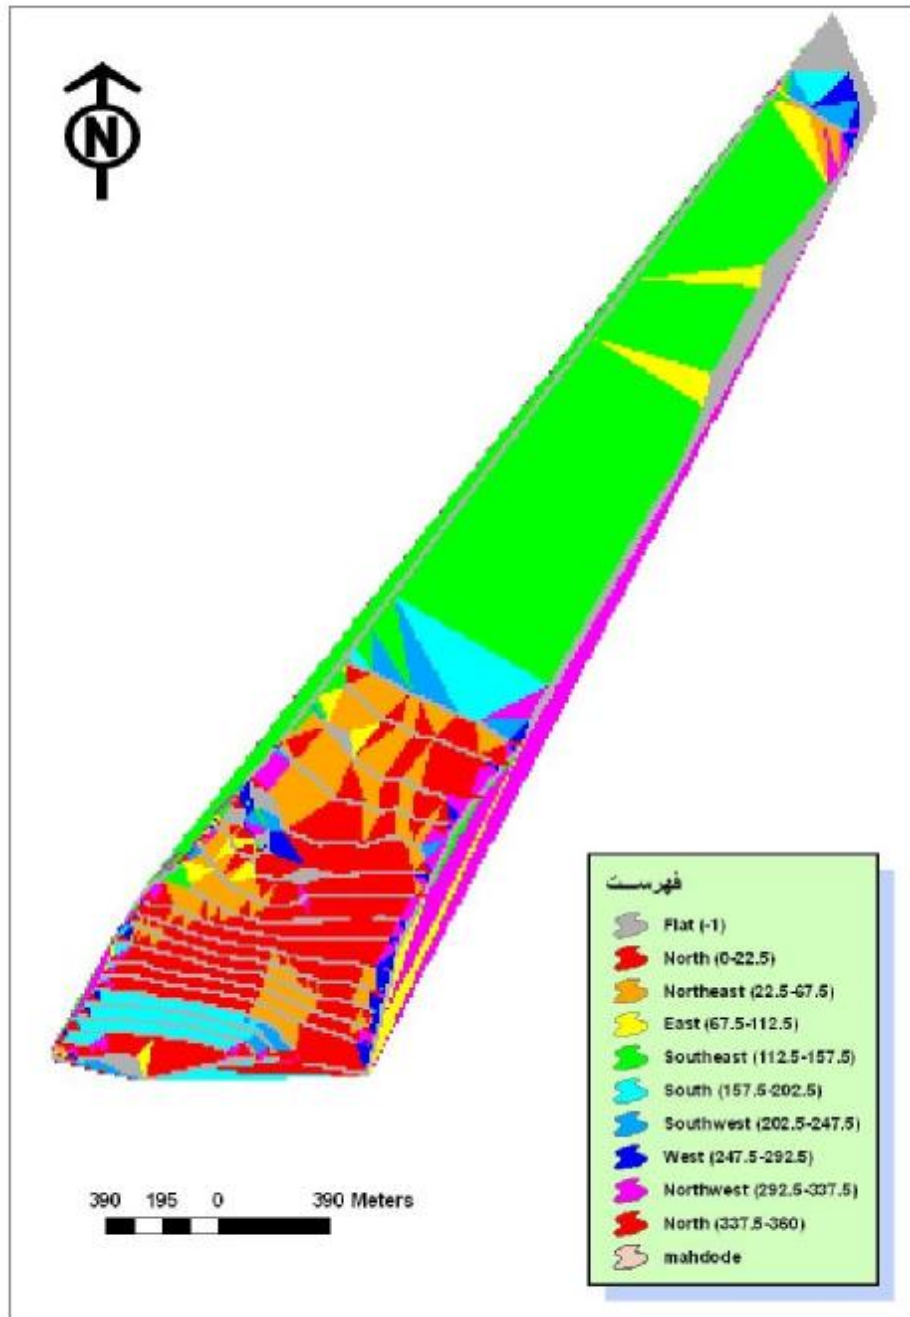 N
فهرست
Flat (-1)
North (0-22.5)
Northeast (22.5-67.5)
East (67.5-112.5)
Southeast (112.5-157.5)
South (157.5-202.5)
Southwest (202.5-247.5)
West (247.5-292.5)
Northwest (292.5-337.5)
North (337.5-360)
mahdode
390 195 0 390 Meters